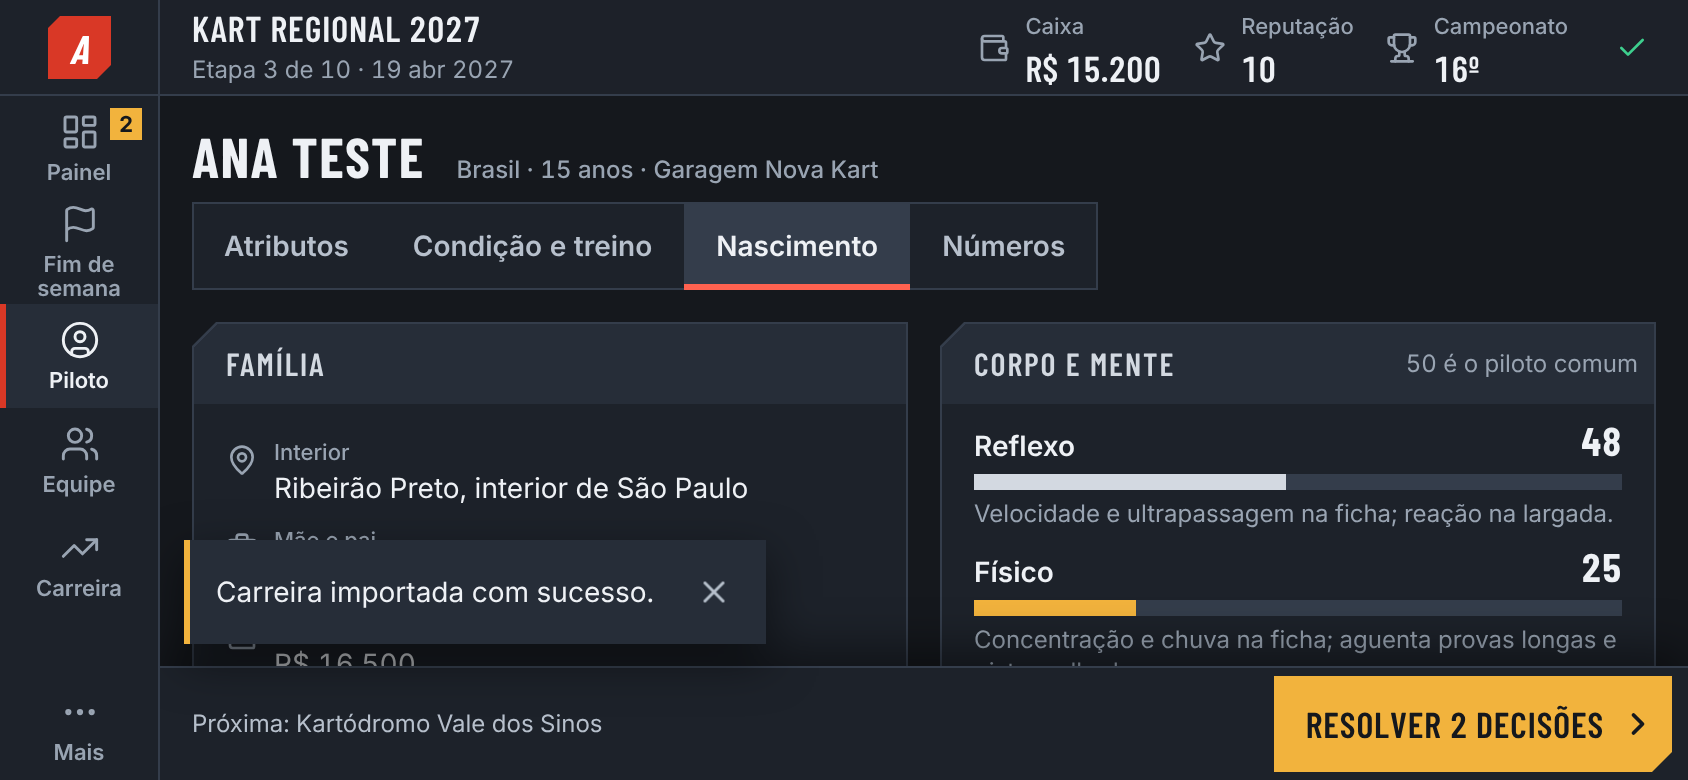 A
KART REGIONAL 2027
Etapa 3 de 10 · 19 abr 2027
Caixa
R$ 15.200
Reputação
10
Campeonato
16º
2
Painel
Fim de
semana
Piloto
Equipe
Carreira
Mais
ANA TESTE
Brasil · 15 anos · Garagem Nova Kart
Atributos
Condição e treino
Nascimento
Números
FAMÍLIA
Interior
Ribeirão Preto, interior de São Paulo
Mãe e pai
R$ 16.500
Carreira importada com sucesso.
CORPO E MENTE
50 é o piloto comum
Reflexo
48
Velocidade e ultrapassagem na ficha; reação na largada.
Físico
25
Concentração e chuva na ficha; aguenta provas longas e
Próxima: Kartódromo Vale dos Sinos
RESOLVER 2 DECISÕES